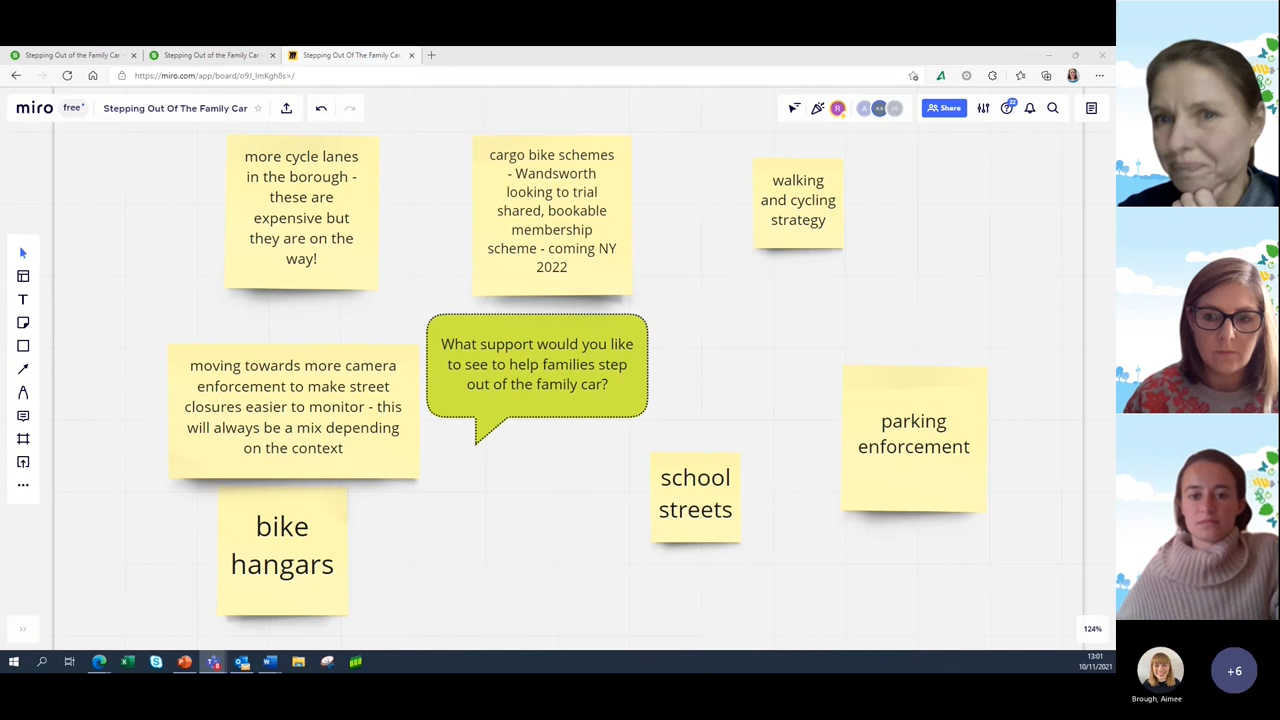 Stepping Out of the Family Car -
Stepping Out of the Family Car -
Stepping Out Of The Family Car,
https://miro.com/app/board/o9J_lmKgh8s=/
miro
free
Stepping Out Of The Family Car
R
A
Share
22
more cycle lanes
in the borough -
these are
expensive but
they are on the
way!
cargo bike schemes
- Wandsworth
looking to trial
shared, bookable
membership
scheme - coming NY
2022
walking
and cycling
strategy
moving towards more camera
enforcement to make street
closures easier to monitor - this
will always be a mix depending
on the context
What support would you like
to see to help families step
out of the family car?
parking
enforcement
school
streets
bike
hangars
124%
13:01
10/11/2021
Brough, Aimee
+6